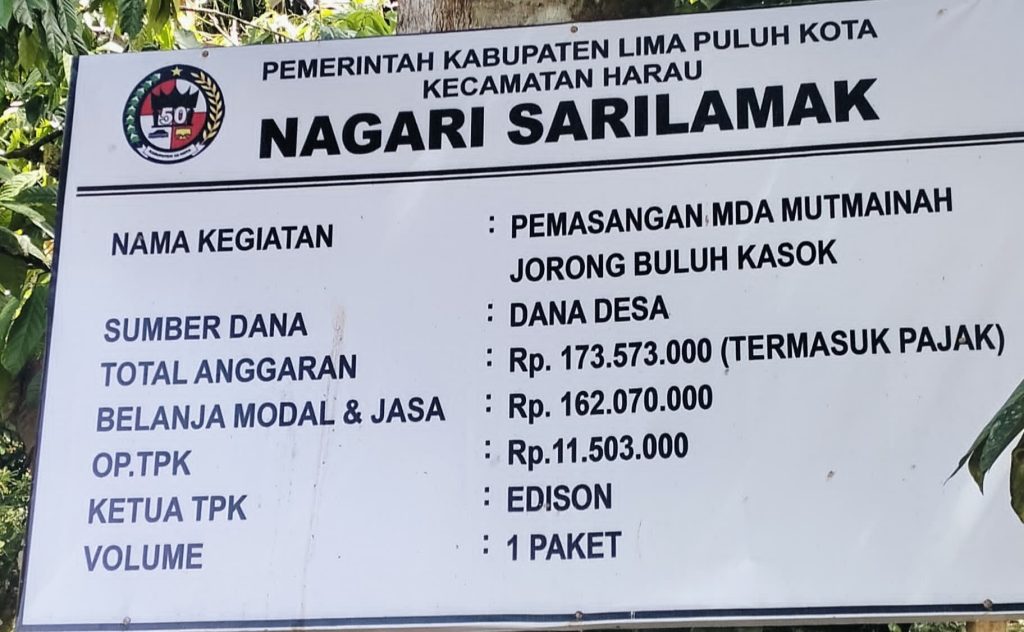 PEMERINTAH KABUPATEN LIMA PULUH KOTA
KECAMATAN HARAU
NAGARI SARILAMAK
50
NAMA KEGIATAN : PEMASANGAN MDA MUTMAINAH
JORONG BULUH KASOK
SUMBER DANA : DANA DESA
TOTAL ANGGARAN : Rp. 173.573.000 (TERMASUK PAJAK)
BELANJA MODAL & JASA : Rp. 162.070.000
OP.TPK : Rp.11.503.000
KETUA TPK : EDISON
VOLUME : 1 PAKET